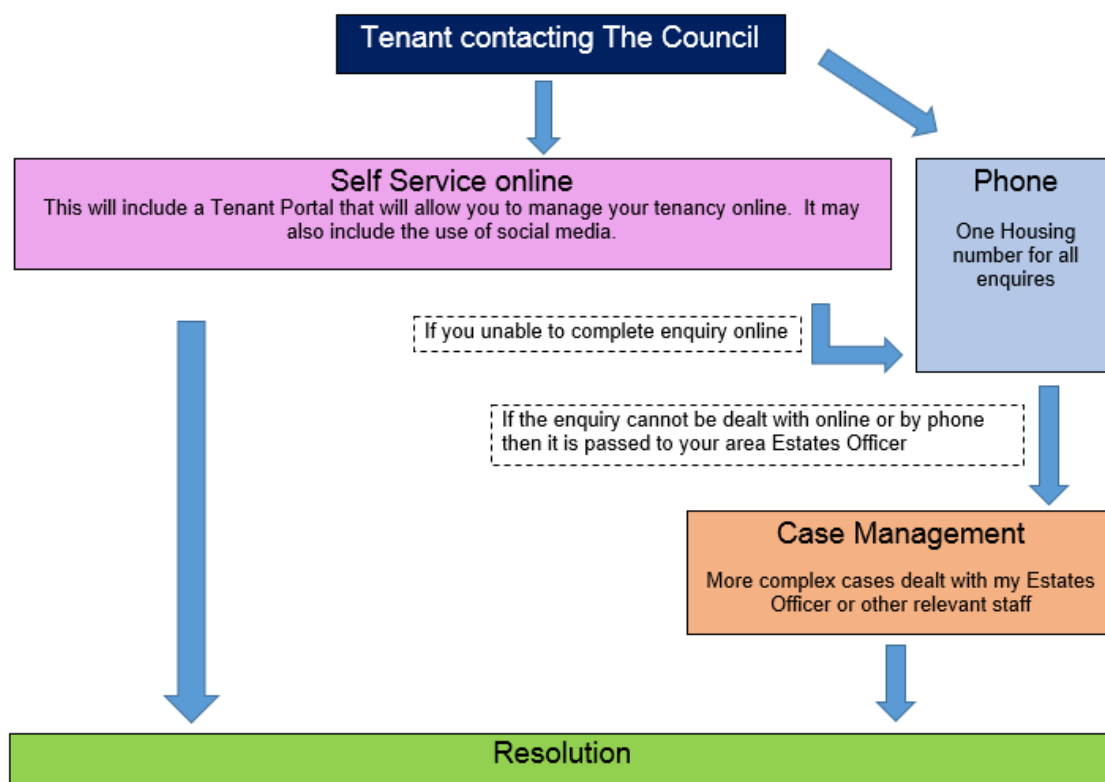 Tenant contacting The Council
Self Service online
This will include a Tenant Portal that will allow you to manage your tenancy online.  It may
also include the use of social media.
Phone
One Housing
number for all
enquires
If you unable to complete enquiry online
If the enquiry cannot be dealt with online or by phone
then it is passed to your area Estates Officer
Case Management
More complex cases dealt with my Estates
Officer or other relevant staff
Resolution